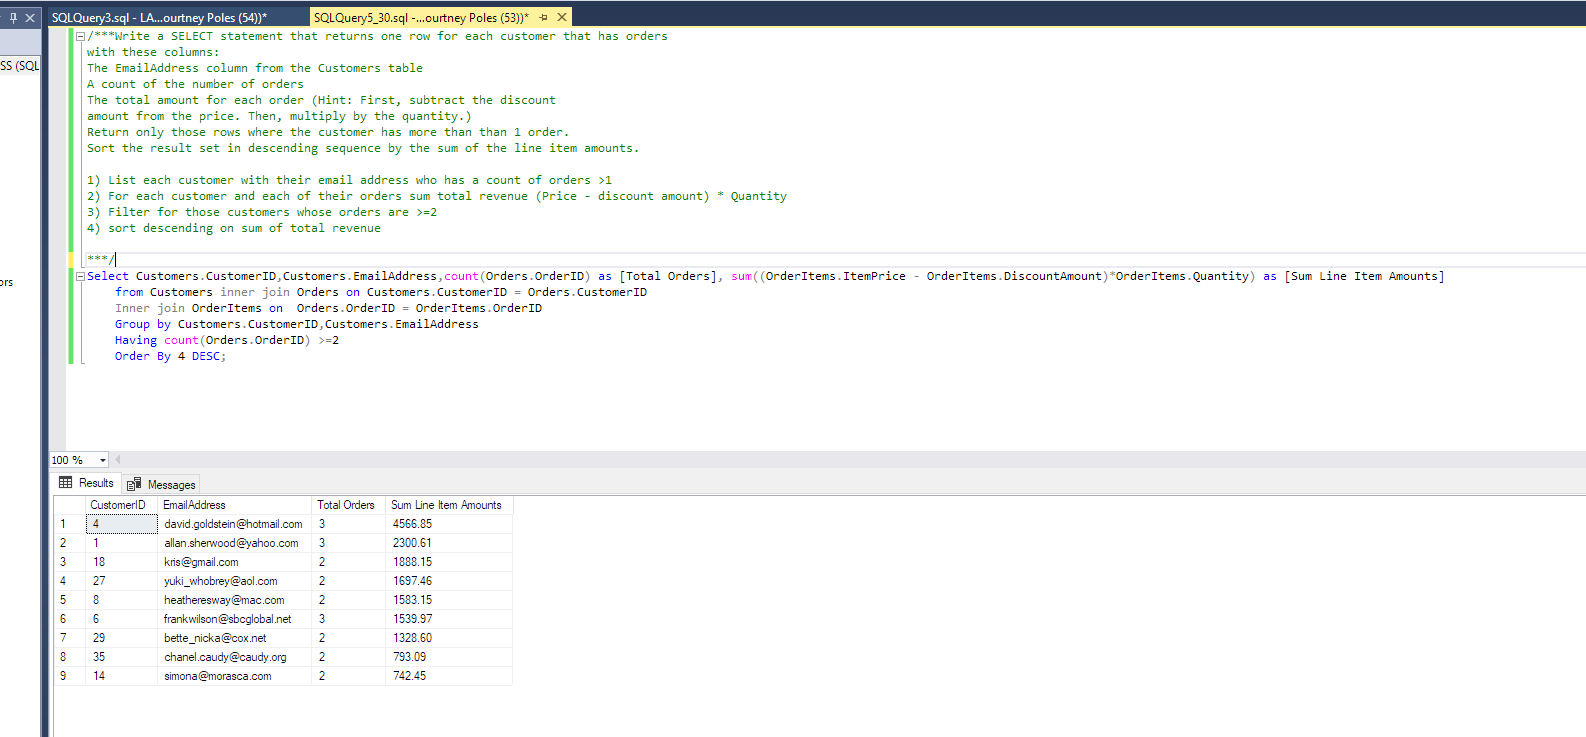 SQLQuery3.sql - LA...ourtney Poles (54))*
SQLQuery5_30.sql -...ourtney Poles (53))*
SS (SQL
ors
/***Write a SELECT statement that returns one row for each customer that has orders
with these columns:
The EmailAddress column from the Customers table
A count of the number of orders
The total amount for each order (Hint: First, subtract the discount
amount from the price. Then, multiply by the quantity.)
Return only those rows where the customer has more than than 1 order.
Sort the result set in descending sequence by the sum of the line item amounts.
1) List each customer with their email address who has a count of orders >1
2) For each customer and each of their orders sum total revenue (Price - discount amount) * Quantity
3) Filter for those customers whose orders are >=2
4) sort descending on sum of total revenue
***/
Select Customers.CustomerID,Customers.EmailAddress,count(Orders.OrderID) as [Total Orders], sum((OrderItems.ItemPrice - OrderItems.DiscountAmount)*OrderItems.Quantity) as [Sum Line Item Amounts]
from Customers inner join Orders on Customers.CustomerID = Orders.CustomerID
Inner join OrderItems on  Orders.OrderID = OrderItems.OrderID
Group by Customers.CustomerID,Customers.EmailAddress
Having count(Orders.OrderID) >=2
Order By 4 DESC;
100 %
Results Messages
CustomerID EmailAddress Total Orders Sum Line Item Amounts
1 4 david.goldstein@hotmail.com 3 4566.85
2 1 allan.sherwood@yahoo.com 3 2300.61
3 18 kris@gmail.com 2 1888.15
4 27 yuki_whobrey@aol.com 2 1697.46
5 8 heatheresway@mac.com 2 1583.15
6 6 frankwilson@sbcglobal.net 3 1539.97
7 29 bette_nicka@cox.net 2 1328.60
8 35 chanel.caudy@caudy.org 2 793.09
9 14 simona@morasca.com 2 742.45